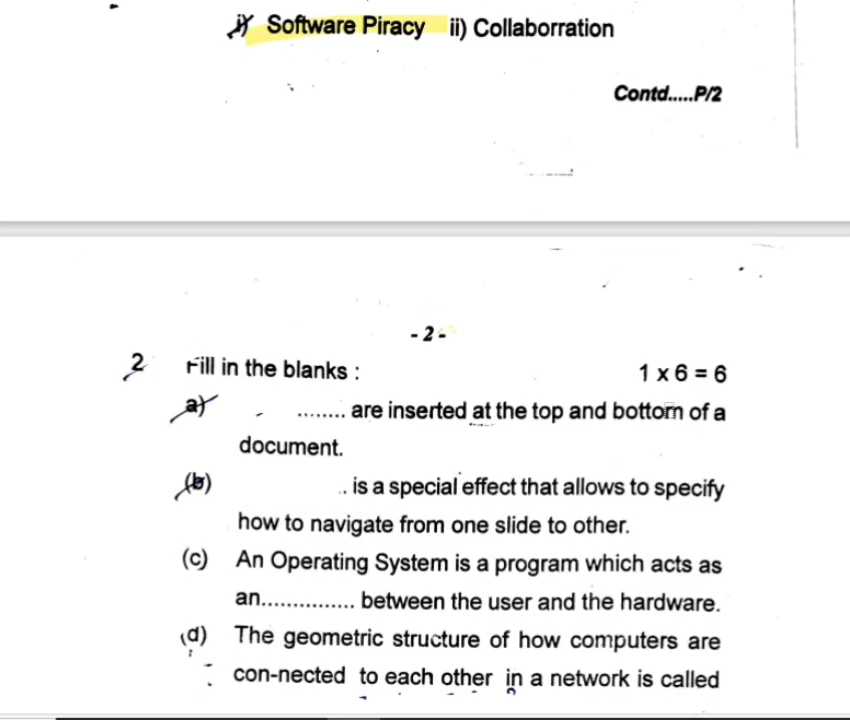 i) Software Piracy ii) Collaborration
Contd.....P/2
- 2 -
2 Fill in the blanks : 1 x 6 = 6
a) ........ are inserted at the top and bottom of a
document.
(b) .. is a special effect that allows to specify
how to navigate from one slide to other.
(c) An Operating System is a program which acts as
an............... between the user and the hardware.
(d) The geometric structure of how computers are
con-nected to each other in a network is called